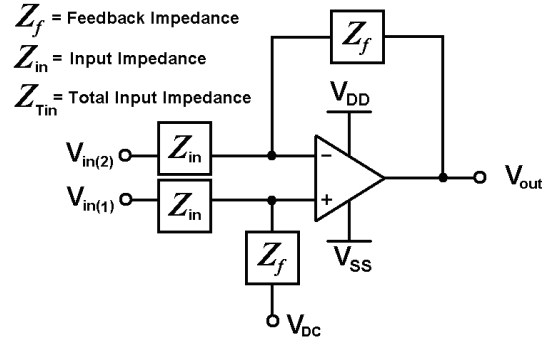 Zf = Feedback Impedance
Zin = Input Impedance
ZTin = Total Input Impedance
Zf
VDD
Vin(2)
Zin
−
Vin(1)
Zin
+
Vout
Zf
VSS
VDC